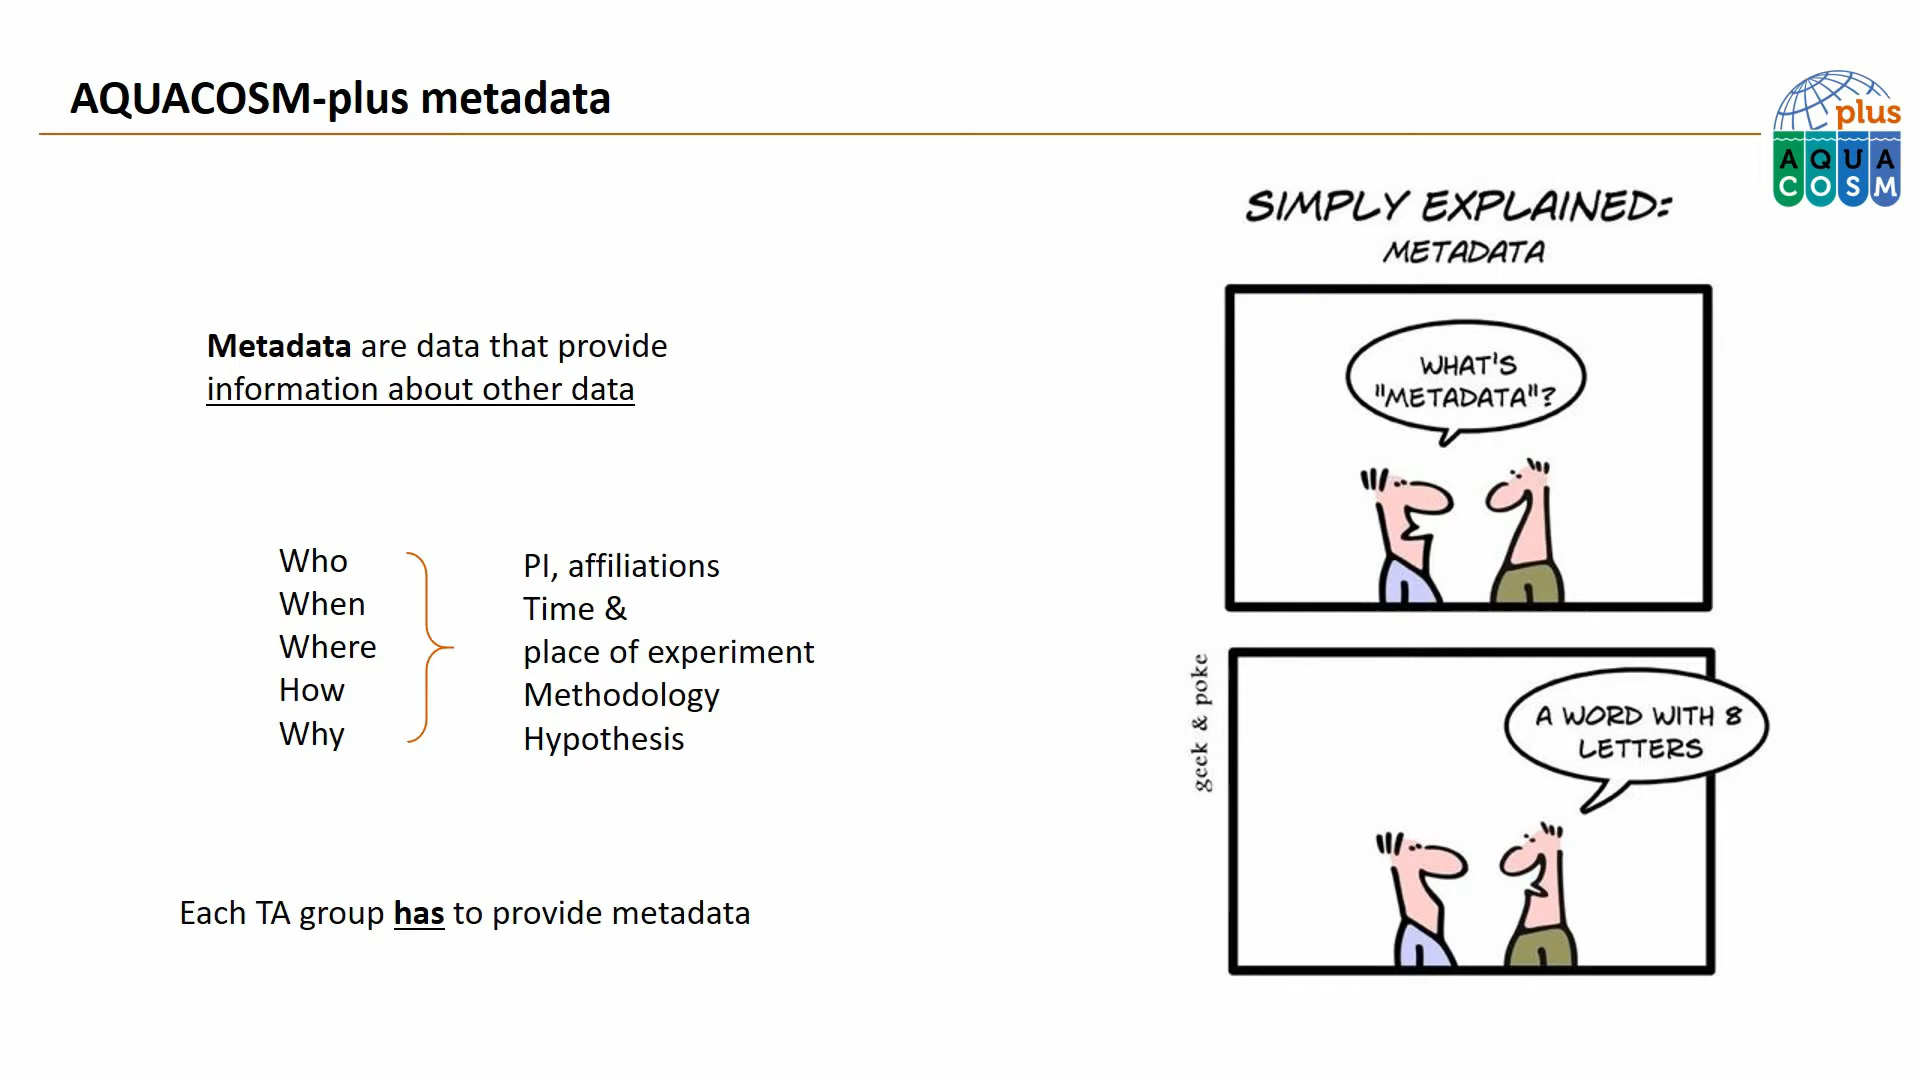 AQUACOSM-plus metadata
plus
AQUA
COSM
Metadata are data that provide
information about other data
Who
When
Where
How
Why
PI, affiliations
Time &
place of experiment
Methodology
Hypothesis
Each TA group has to provide metadata
SIMPLY EXPLAINED:
METADATA
WHAT'S
"METADATA"?
geek & poke
A WORD WITH 8
LETTERS